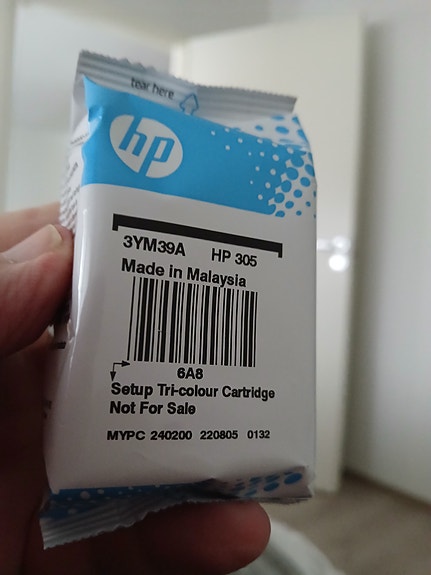 tear here
hp
3YM39A HP 305
Made in Malaysia
6A8
Setup Tri-colour Cartridge
Not For Sale
MYPC 240200 220805 0132